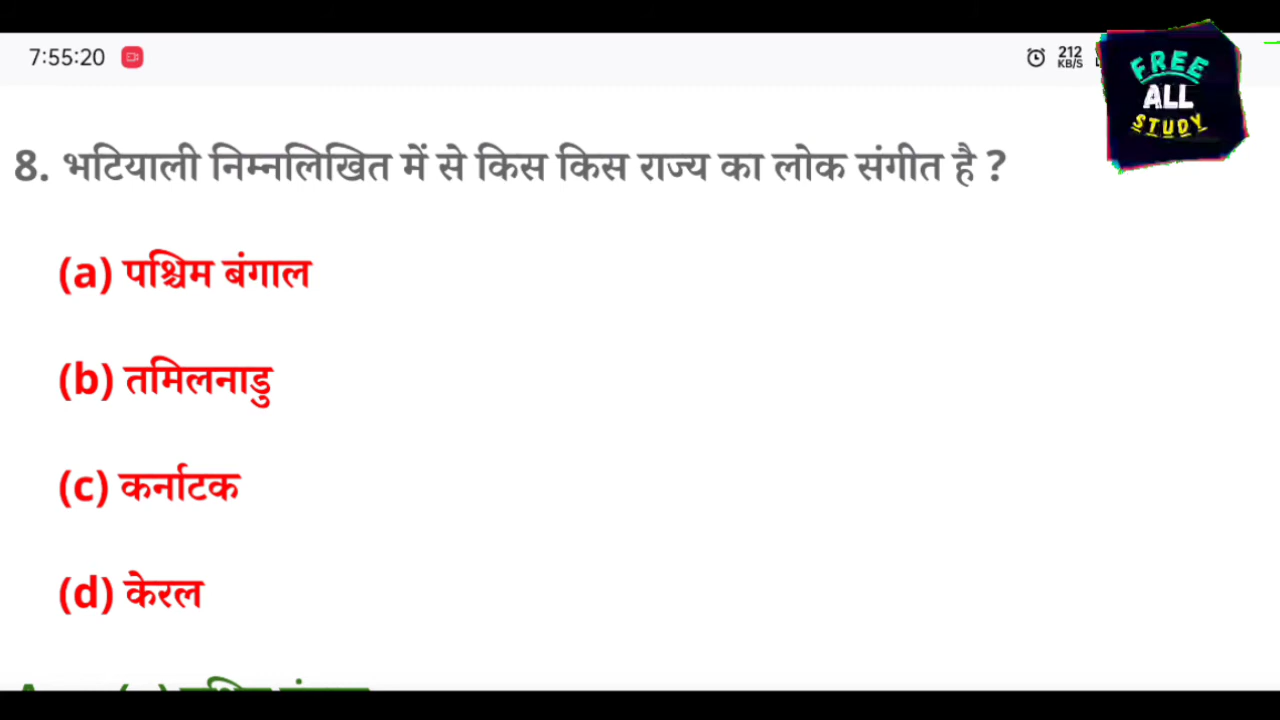 7:55:20
212
KB/S
FREE
ALL
STUDY
8. भटियाली निम्नलिखित में से किस किस राज्य का लोक संगीत है ?
(a) पश्चिम बंगाल
(b) तमिलनाडु
(c) कर्नाटक
(d) केरल